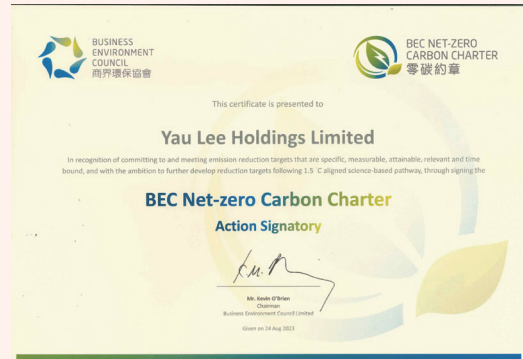 BUSINESS
ENVIRONMENT
COUNCIL
商界環保協會
BEC NET-ZERO
CARBON CHARTER
零碳約章
This certificate is presented to
Yau Lee Holdings Limited
In recognition of committing to and meeting emission reduction targets that are specific, measurable, attainable, relevant and time
bound, and with the ambition to further develop reduction targets following 1.5 °C aligned science-based pathway, through signing the
BEC Net-zero Carbon Charter
Action Signatory
Mr. Kevin O'Brien
Chairman
Business Environment Council Limited
Given on 24 Aug 2023